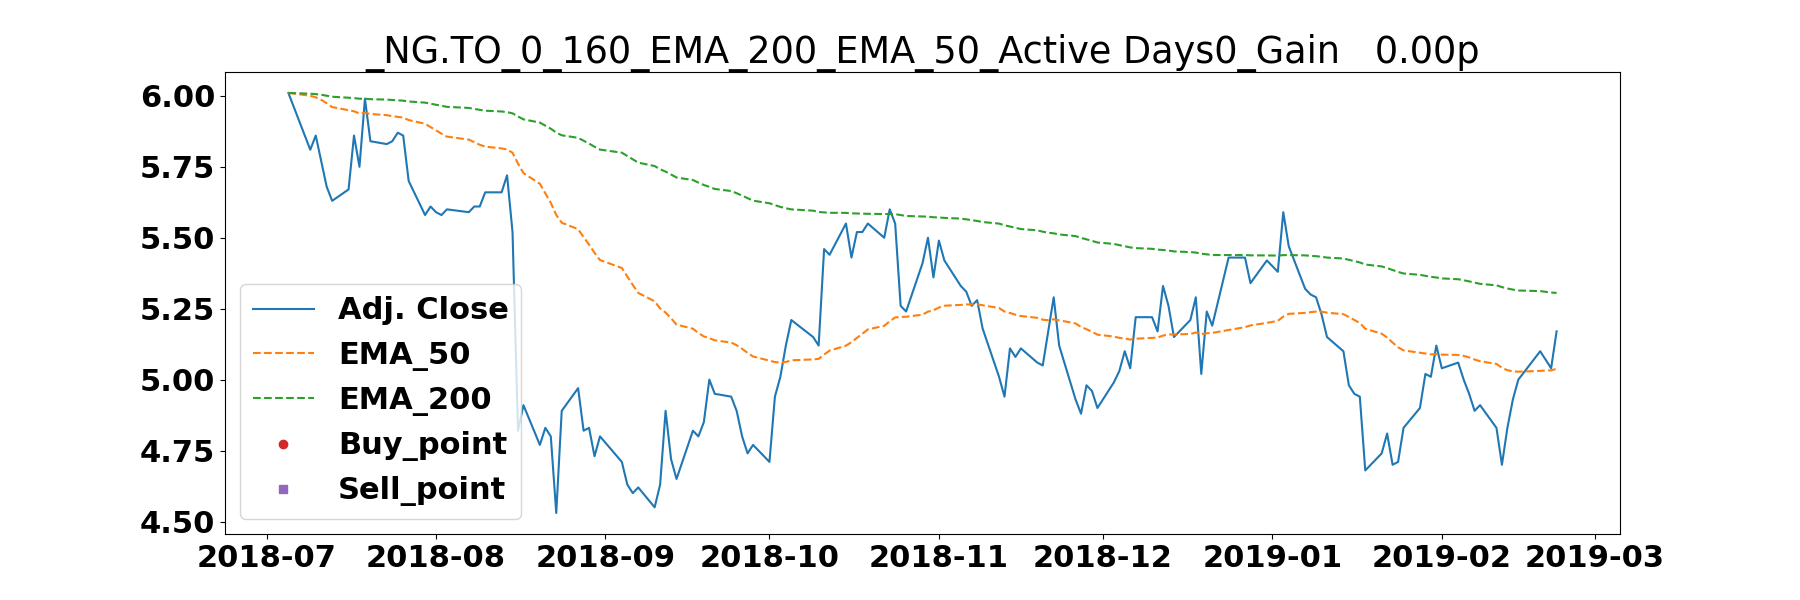 _NG.TO_0_160_EMA_200_EMA_50_Active Days0_Gain   0.00p
6.00
5.75
5.50
5.25
5.00
4.75
4.50
Adj. Close
EMA_50
EMA_200
Buy_point
Sell_point
2018-07 2018-08 2018-09 2018-10 2018-11 2018-12 2019-01 2019-02 2019-03